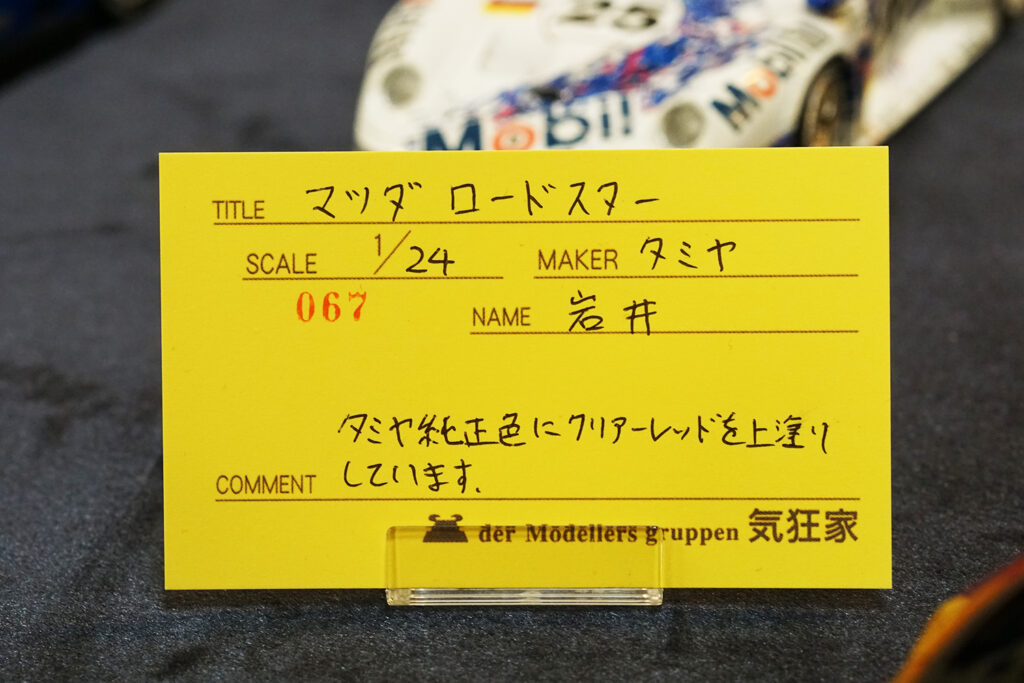 25
Mobil
Mobil
TITLE マツダ ロードスター
SCALE 1/24 MAKER タミヤ
067
NAME 岩井
タミヤ純正色にクリアーレッドを上塗り
COMMENT しています.
der Modellers gruppen 気狂家